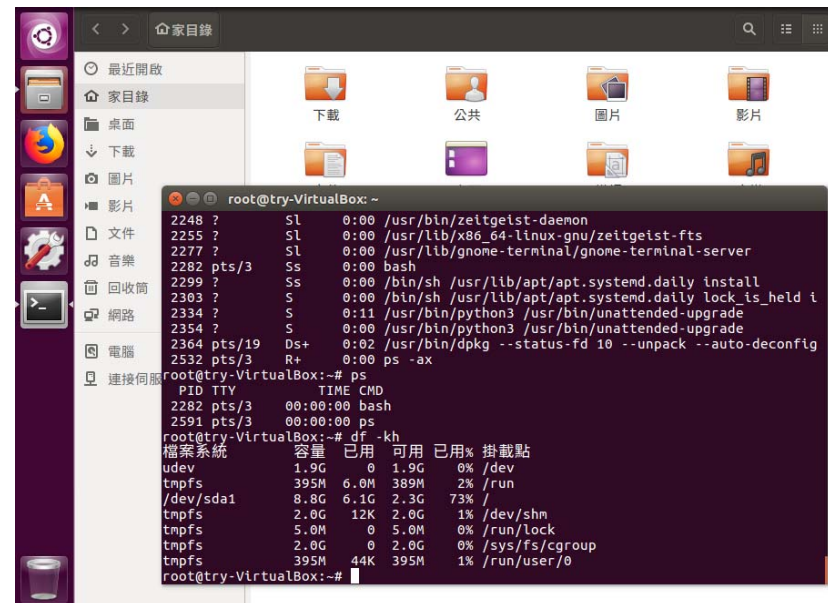 家目錄
最近開啟
家目錄
桌面
下載
圖片
影片
文件
音樂
回收筒
網路
電腦
連接伺服
下載
公共
圖片
影片
root@try-VirtualBox: ~
2248 ? Sl 0:00 /usr/bin/zeitgeist-daemon
2255 ? Sl 0:00 /usr/lib/x86_64-linux-gnu/zeitgeist-fts
2277 ? Sl 0:00 /usr/lib/gnome-terminal/gnome-terminal-server
2282 pts/3 Ss 0:00 bash
2299 ? Ss 0:00 /bin/sh /usr/lib/apt/apt.systemd.daily install
2303 ? S 0:00 /bin/sh /usr/lib/apt/apt.systemd.daily lock_is_held i
2334 ? S 0:11 /usr/bin/python3 /usr/bin/unattended-upgrade
2354 ? S 0:00 /usr/bin/python3 /usr/bin/unattended-upgrade
2364 pts/19 Ds+ 0:02 /usr/bin/dpkg --status-fd 10 --unpack --auto-deconfig
2532 pts/3 R+ 0:00 ps -ax
root@try-VirtualBox:~# ps
PID TTY TIME CMD
2282 pts/3 00:00:00 bash
2591 pts/3 00:00:00 ps
root@try-VirtualBox:~# df -kh
檔案系統 容量 已用 可用 已用% 掛載點
udev 1.9G 0 1.9G 0% /dev
tmpfs 395M 6.0M 389M 2% /run
/dev/sda1 8.8G 6.1G 2.3G 73% /
tmpfs 2.0G 12K 2.0G 1% /dev/shm
tmpfs 5.0M 0 5.0M 0% /run/lock
tmpfs 2.0G 0 2.0G 0% /sys/fs/cgroup
tmpfs 395M 44K 395M 1% /run/user/0
root@try-VirtualBox:~#